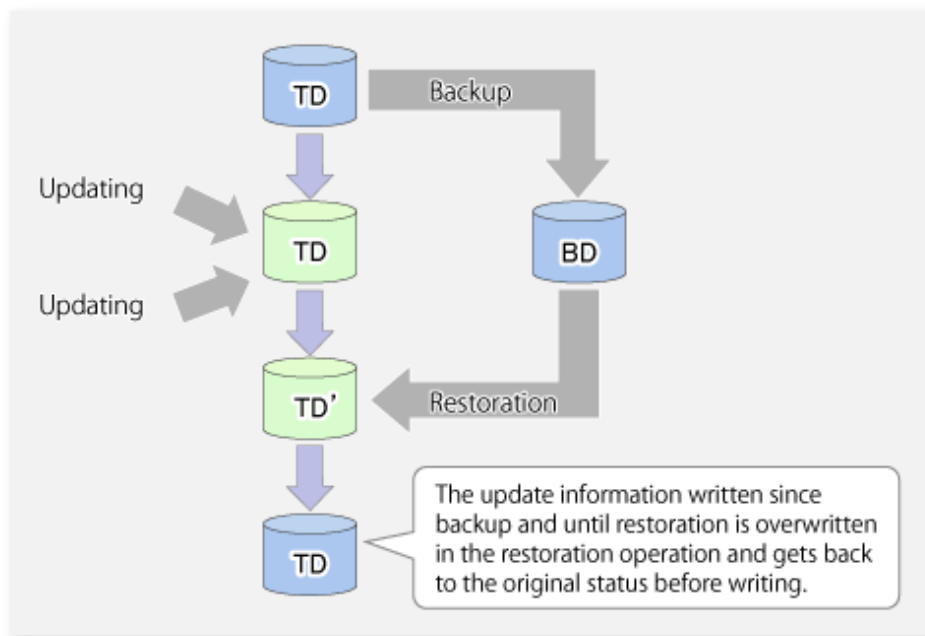 TD
Backup
Updating
TD
BD
Updating
TD'
Restoration
The update information written since
backup and until restoration is overwritten
in the restoration operation and gets back
to the original status before writing.
TD